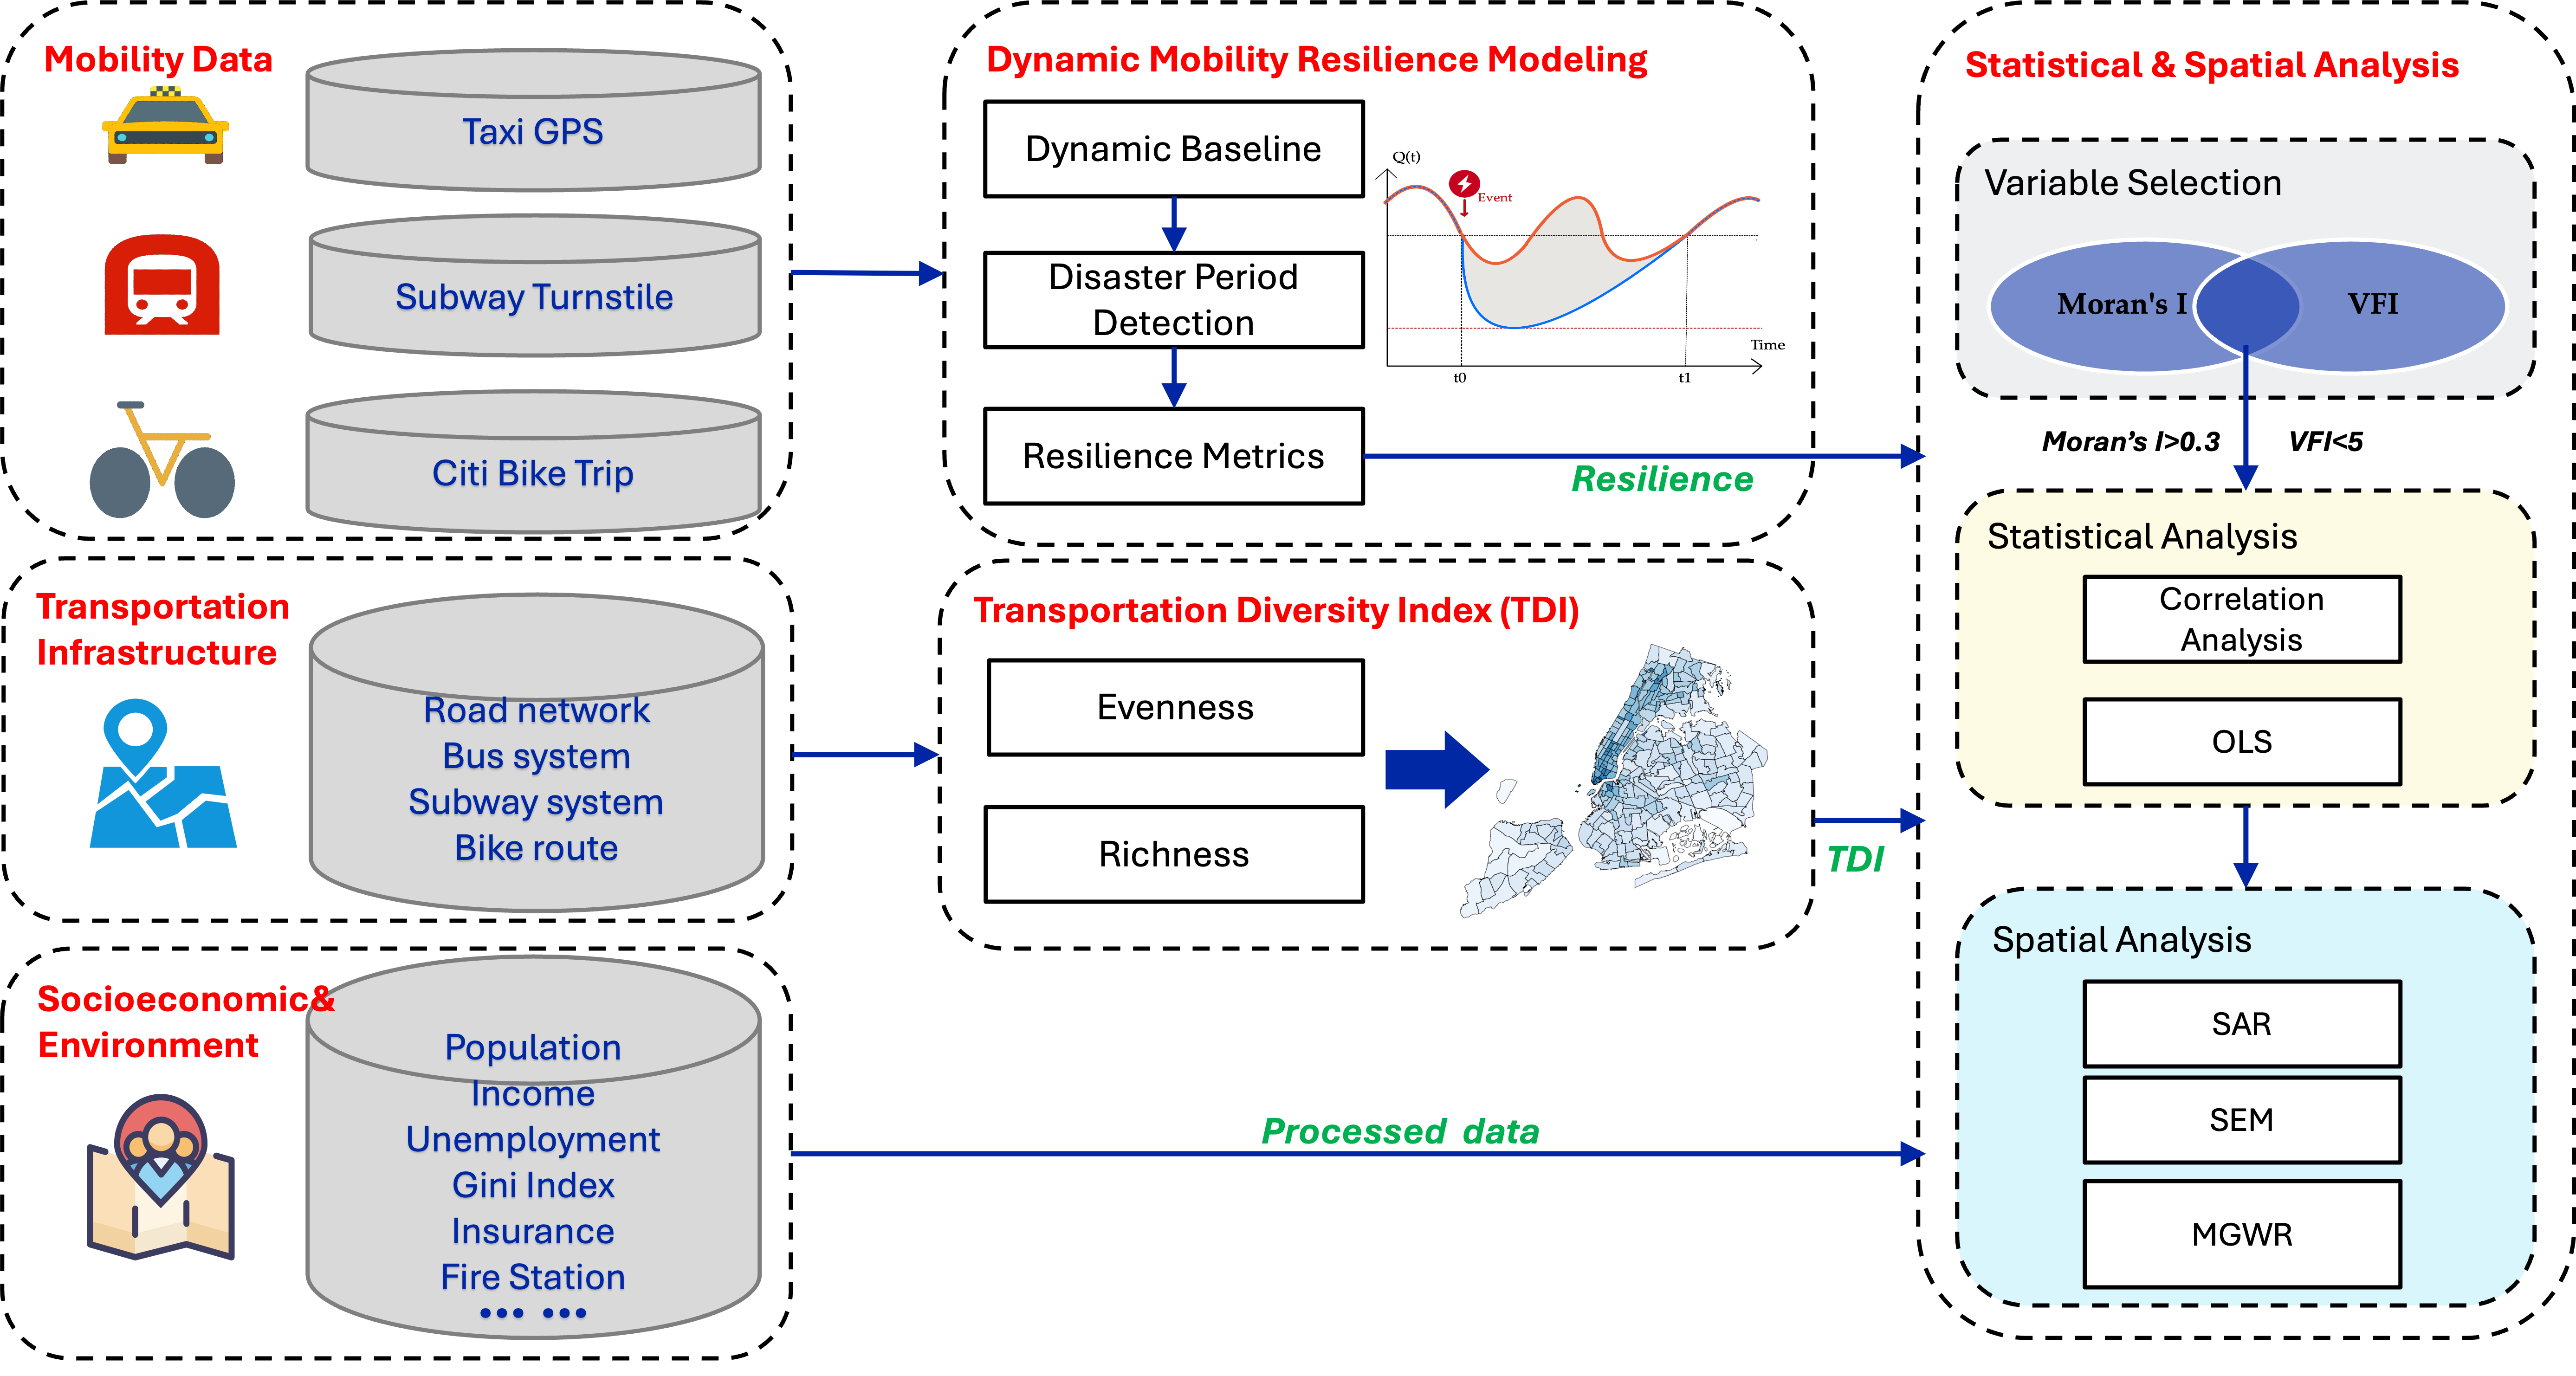 Mobility Data
Taxi GPS
Subway Turnstile
Citi Bike Trip
Transportation
Infrastructure
Road network
Bus system
Subway system
Bike route
Socioeconomic&
Environment
Population
Income
Unemployment
Gini Index
Insurance
Fire Station
••• •••
Dynamic Mobility Resilience Modeling
Dynamic Baseline
Disaster Period
Detection
Resilience Metrics
Q(t)
Event
Time
t0
t1
Resilience
Transportation Diversity Index (TDI)
Evenness
Richness
TDI
Processed data
Statistical & Spatial Analysis
Variable Selection
Moran's I
VFI
Moran’s I>0.3
VFI<5
Statistical Analysis
Correlation
Analysis
OLS
Spatial Analysis
SAR
SEM
MGWR